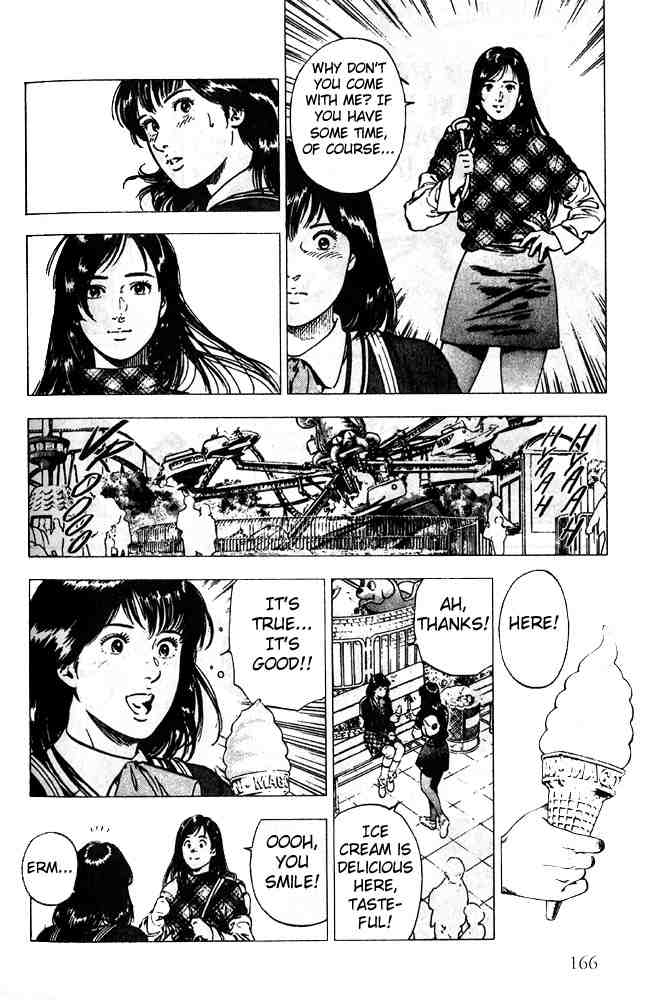 WHY DON'T
YOU COME
WITH ME? IF
YOU HAVE
SOME TIME,
OF COURSE...
HERE!
AH,
THANKS!
ICE
CREAM IS
DELICIOUS
HERE,
TASTE-
FUL!
IT'S
TRUE...
IT'S
GOOD!!
OOOH,
YOU
SMILE!
ERM...
166